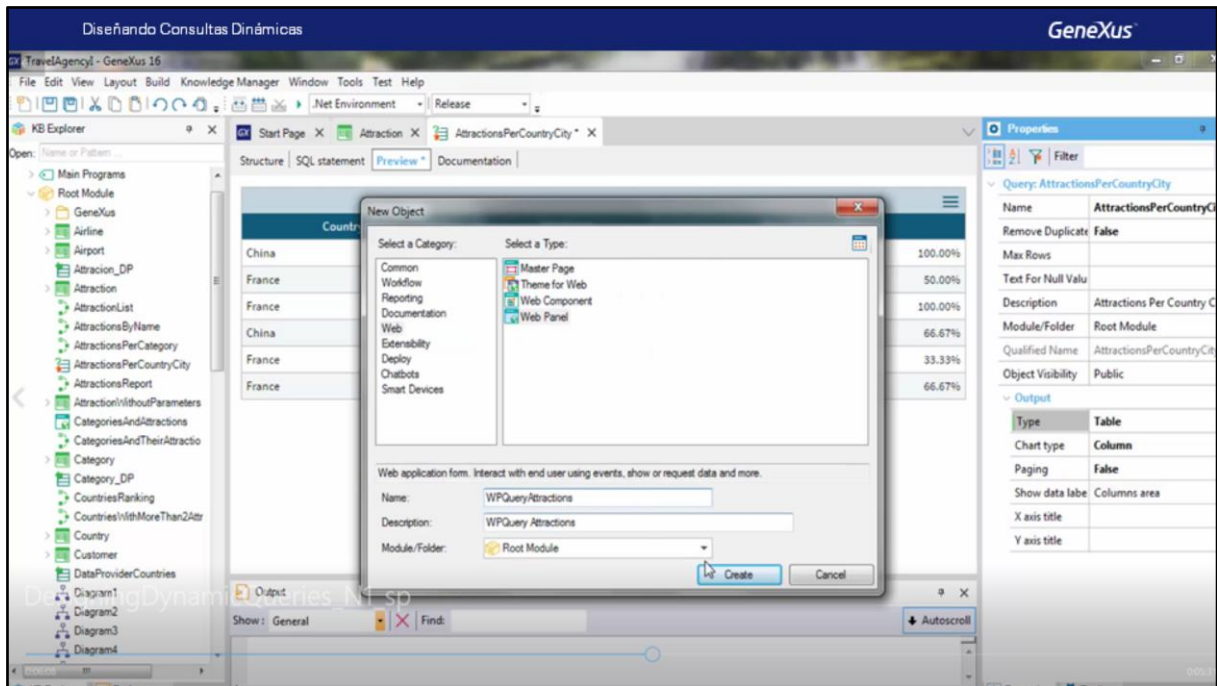 Diseñando Consultas Dinámicas
GeneXus
TravelAgencyI - GeneXus 16
File Edit View Layout Build Knowledge Manager Window Tools Test Help
.Net Environment
Release
KB Explorer
Open: Name or Pattern ...
Main Programs
Root Module
GeneXus
Airline
Airport
Attracion_DP
Attraction
AttractionList
AttractionsByName
AttractionsPerCategory
AttractionsPerCountryCity
AttractionsReport
AttractionWithoutParameters
CategoriesAndAttractions
CategoriesAndTheirAttractio
Category
Category_DP
CountriesRanking
CountriesWithMoreThan2Attr
Country
Customer
DataProviderCountries
Diagram1
Diagram2
Diagram3
Diagram4
Start Page X Attraction X AttractionsPerCountryCity * X
Structure SQL statement Preview * Documentation
Countr
China 100.00%
France 50.00%
France 100.00%
China 66.67%
France 33.33%
France 66.67%
New Object
Select a Category:
Common
Workflow
Reporting
Documentation
Web
Extensibility
Deploy
Chatbots
Smart Devices
Select a Type:
Master Page
Theme for Web
Web Component
Web Panel
Web application form. Interact with end user using events, show or request data and more.
Name: WPQueryAttractions
Description: WPQuery Attractions
Module/Folder: Root Module
Create Cancel
Output
Show: General Find: Autoscroll
Properties
Filter
Query: AttractionsPerCountryCity
Name AttractionsPerCountryCi
Remove Duplicate False
Max Rows
Text For Null Valu
Description Attractions Per Country C
Module/Folder Root Module
Qualified Name AttractionsPerCountryCit
Object Visibility Public
Output
Type Table
Chart type Column
Paging False
Show data labe Columns area
X axis title
Y axis title
DesigningDynamicQueries_N1_sp